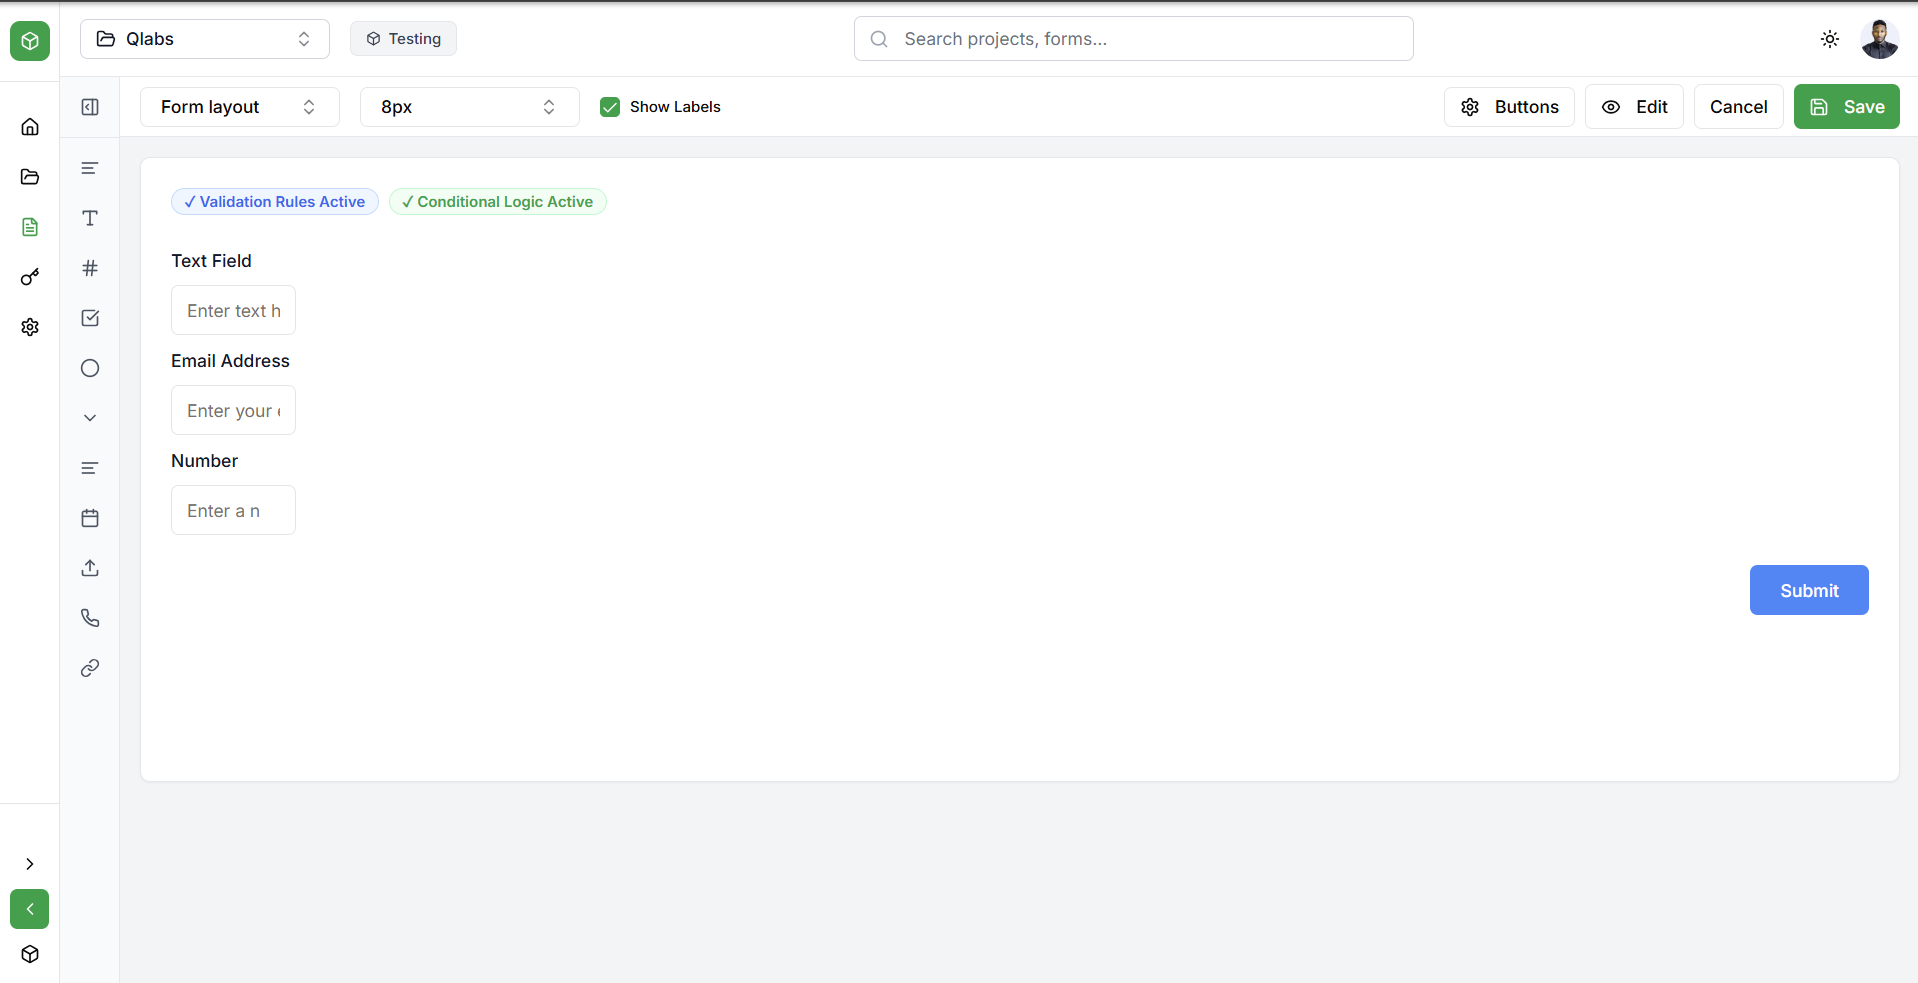 Qlabs
Testing
Search projects, forms...
Form layout
8px
Show Labels
Buttons
Edit
Cancel
Save
✓ Validation Rules Active
✓ Conditional Logic Active
Text Field
Enter text h
Email Address
Enter your
Number
Enter a n
Submit